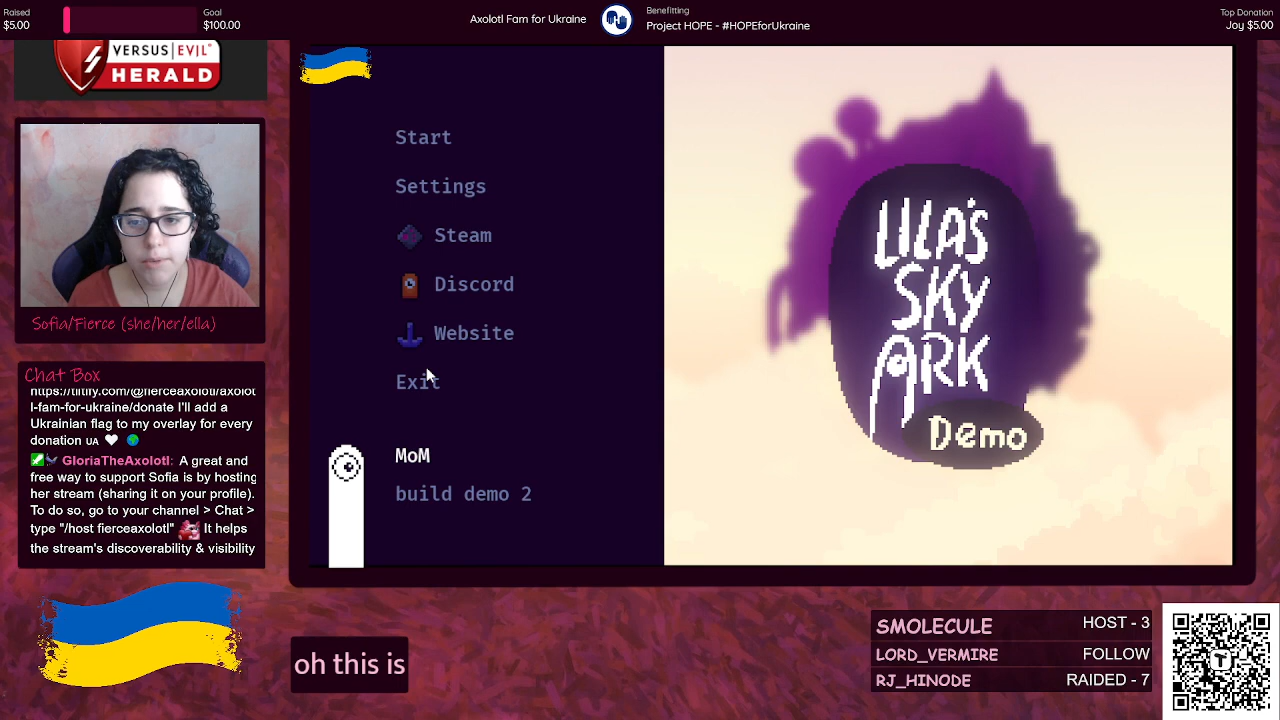 Raised
$5.00
Goal
$100.00
Axolotl Fam for Ukraine
Benefitting
Project HOPE - #HOPEforUkraine
Top Donation
Joy $5.00
VERSUS EVIL
HERALD
Sofia/Fierce (she/her/ella)
Chat Box
https://tiltify.com/@fierceaxolotl/axolot
l-fam-for-ukraine/donate I'll add a
Ukrainian flag to my overlay for every
donation UA
GloriaTheAxolotl: A great and
free way to support Sofia is by hosting
her stream (sharing it on your profile).
To do so, go to your channel > Chat >
type "/host fierceaxolotl" It helps
the stream's discoverability & visibility
Start
Settings
Steam
Discord
Website
Exit
MoM
build demo 2
LILA'S
SKY
ARK
Demo
oh this is
SMOLECULE HOST - 3
LORD_VERMIRE FOLLOW
RJ_HINODE RAIDED - 7
T